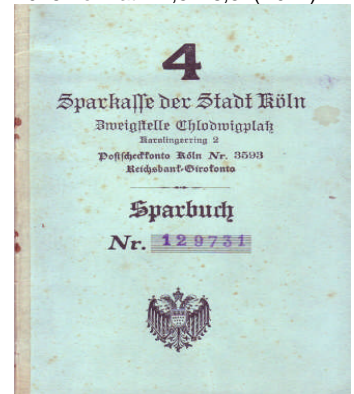 4
Sparkasse der Stadt Köln
Zweigstelle Chlodwigplatz
Karolingerring 2
Postscheckkonto Köln Nr. 3593
Reichsbank-Girokonto
Sparbuch
Nr. 129731